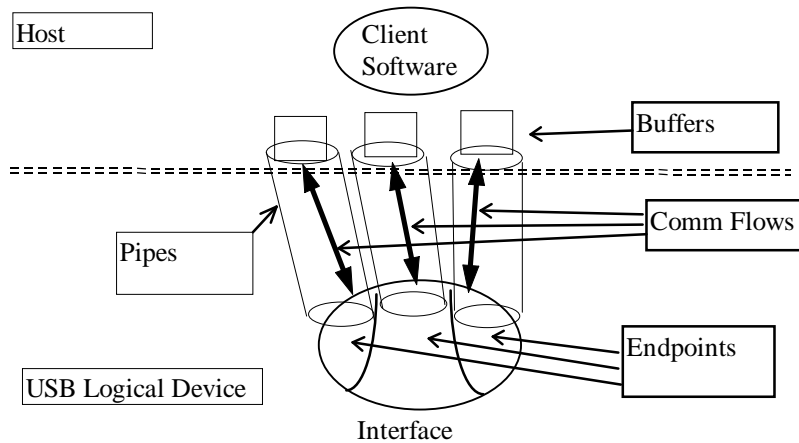 Host
Client
Software
Buffers
Comm Flows
Pipes
Endpoints
USB Logical Device
Interface